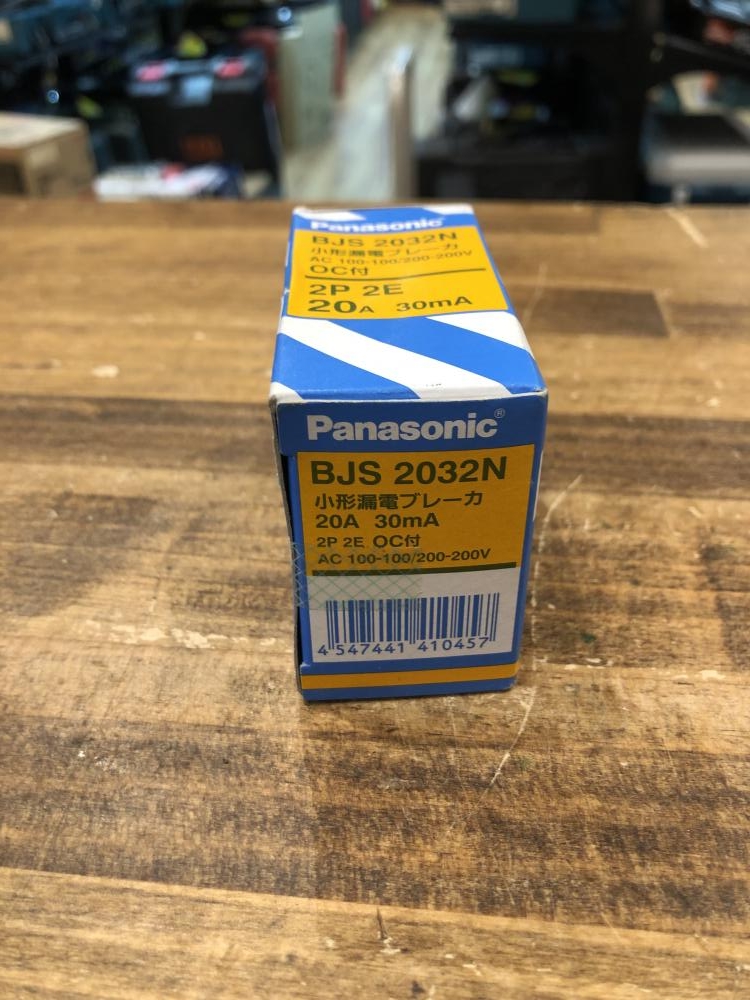 Panasonic
BJS 2032N
小形漏電ブレーカ
AC 100-100/200-200V
OC付
2P 2E
20A 30mA
Panasonic®
BJS 2032N
小形漏電ブレーカ
20A 30mA
2P 2E OC付
AC 100-100/200-200V
4 547441 410457